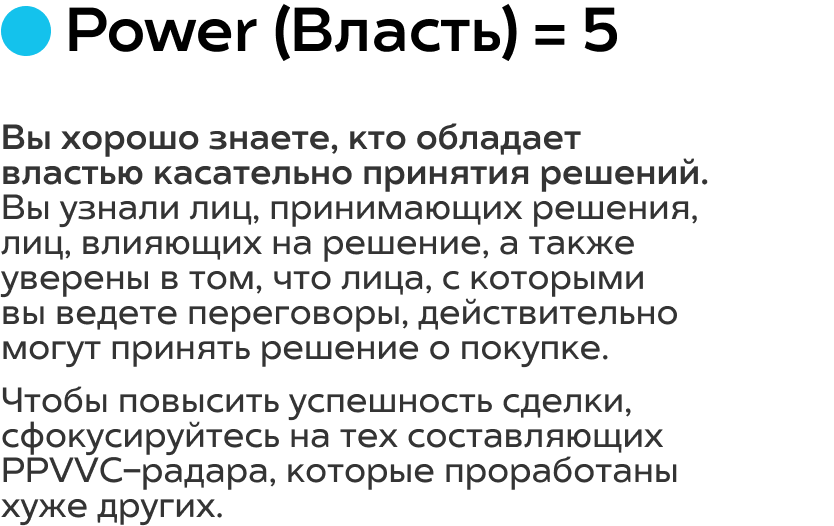 Power (Власть) = 5
Вы хорошо знаете, кто обладает
властью касательно принятия решений.
Вы узнали лиц, принимающих решения,
лиц, влияющих на решение, а также
уверены в том, что лица, с которыми
вы ведете переговоры, действительно
могут принять решение о покупке.
Чтобы повысить успешность сделки,
сфокусируйтесь на тех составляющих
PPVVC–радара, которые проработаны
хуже других.